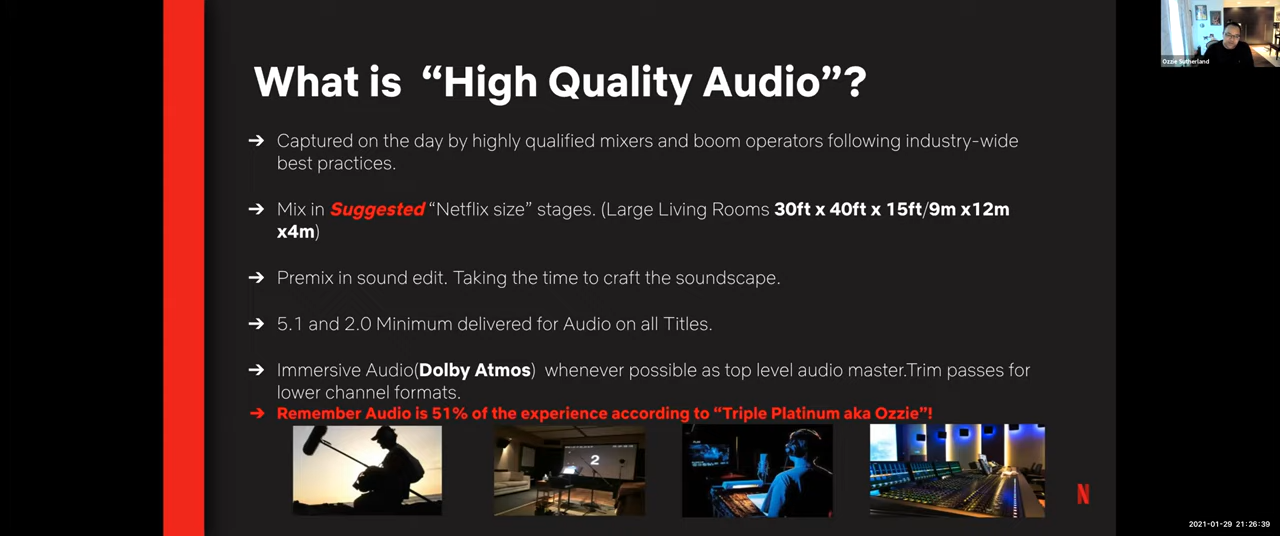 What is "High Quality Audio"?
➔ Captured on the day by highly qualified mixers and boom operators following industry-wide
best practices.
➔ Mix in Suggested "Netflix size" stages. (Large Living Rooms 30ft x 40ft x 15ft/9m x12m
x4m)
➔ Premix in sound edit. Taking the time to craft the soundscape.
➔ 5.1 and 2.0 Minimum delivered for Audio on all Titles.
➔ Immersive Audio(Dolby Atmos) whenever possible as top level audio master.Trim passes for
lower channel formats.
➔ Remember Audio is 51% of the experience according to "Triple Platinum aka Ozzie"!
2
N
Ozzie Sutherland
2021-01-29 21:26:39